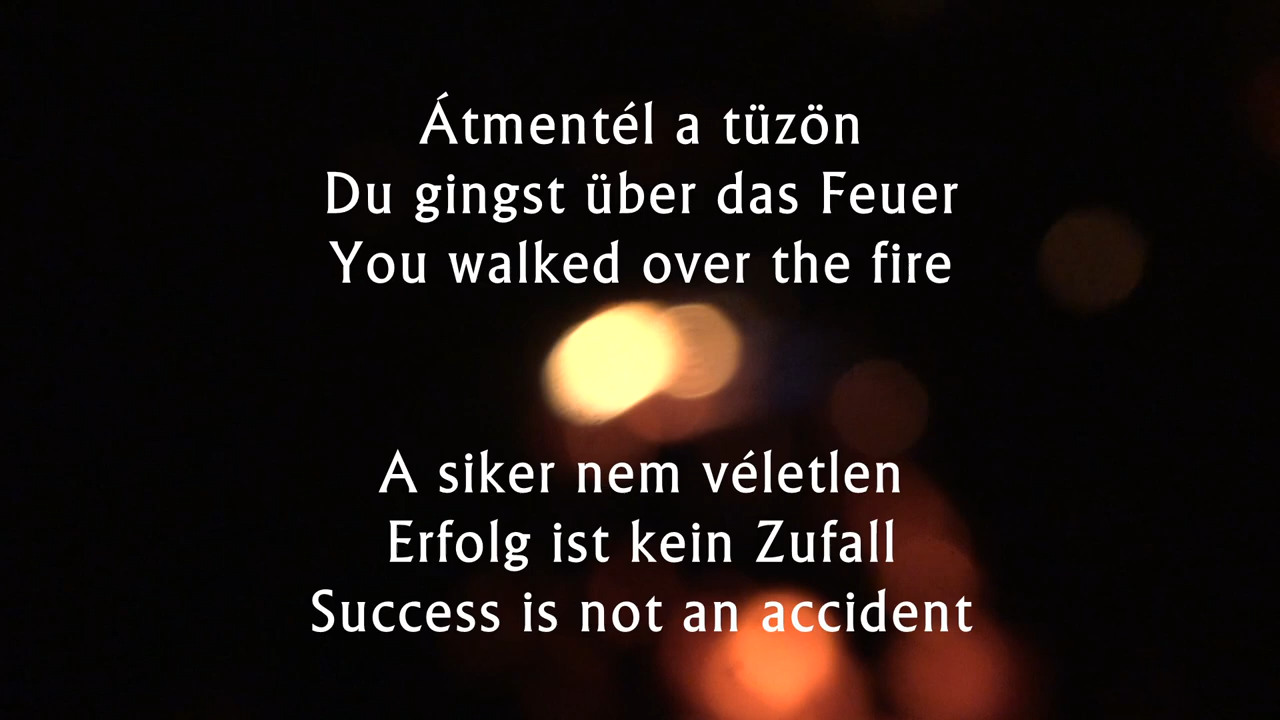 Átmentél a tüzön
Du gingst über das Feuer
You walked over the fire
A siker nem véletlen
Erfolg ist kein Zufall
Success is not an accident